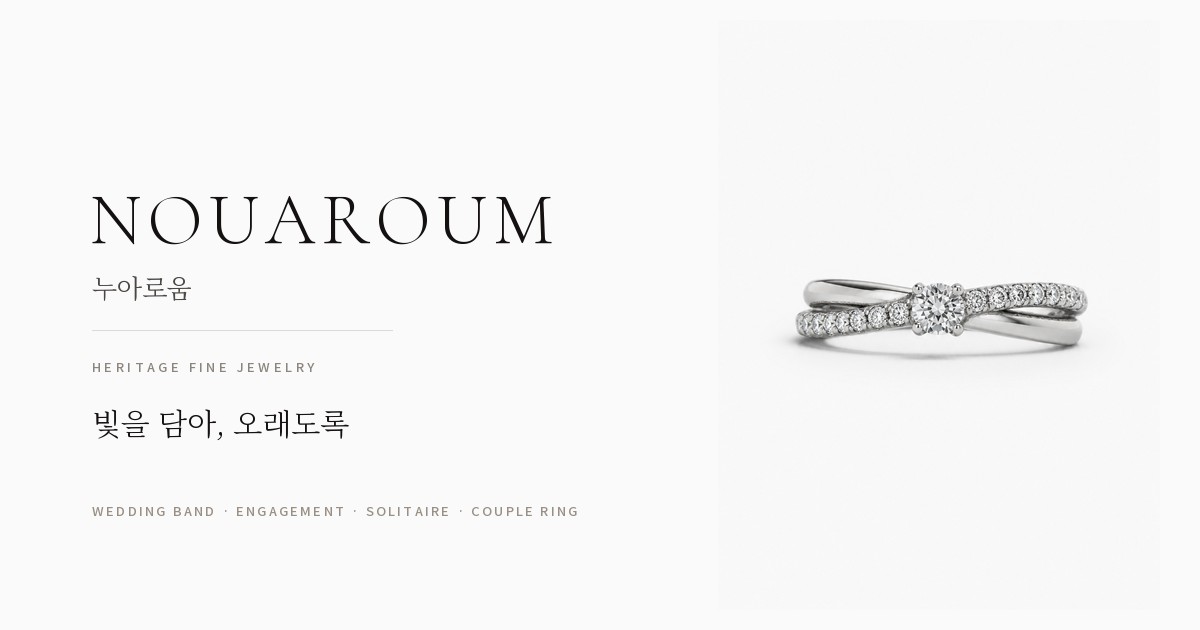 NOUAROUM
누아로움
HERITAGE FINE JEWELRY
빛을 담아, 오래도록
WEDDING BAND · ENGAGEMENT · SOLITAIRE · COUPLE RING